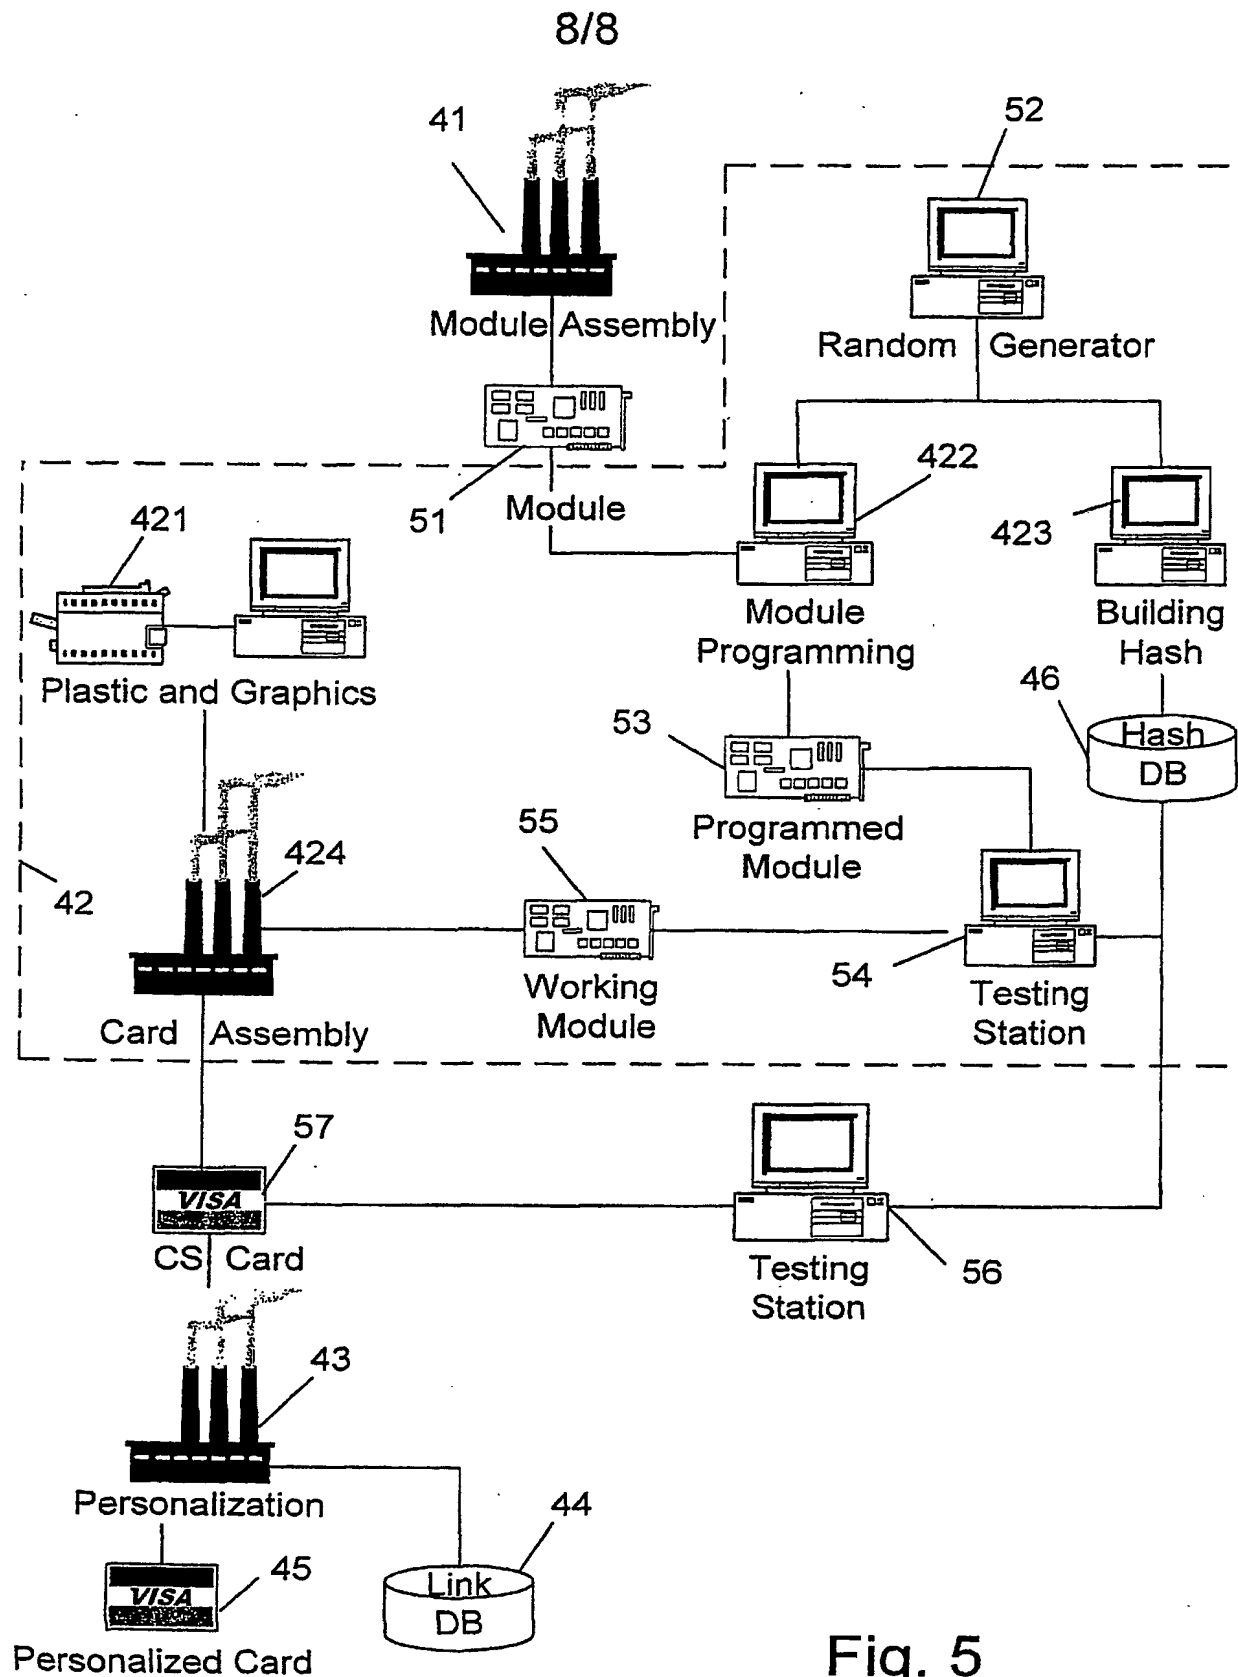 8/8
41
52
Module Assembly
Random Generator
51
Module
422
423
421
Module
Programming
Building
Hash
Plastic and Graphics
53
46
Hash
DB
Programmed
Module
55
424
42
54
Working
Module
Testing
Station
Card Assembly
57
VISA
CS Card
Testing
Station
56
43
Personalization
44
45
VISA
Link
DB
Personalized Card
Fig. 5